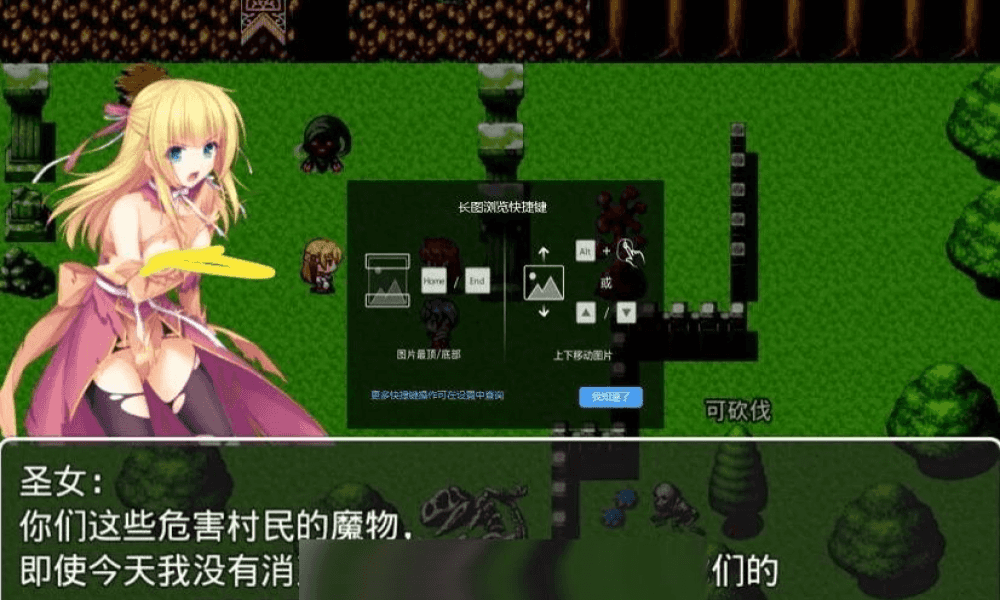 长图浏览快捷键
Home / End
Alt +
或
/
图片最顶/底部
上下移动图片
更多快捷键操作可在设置中查询
我知道了
可砍伐
圣女：
你们这些危害村民的魔物，
即使今天我没有消
们的